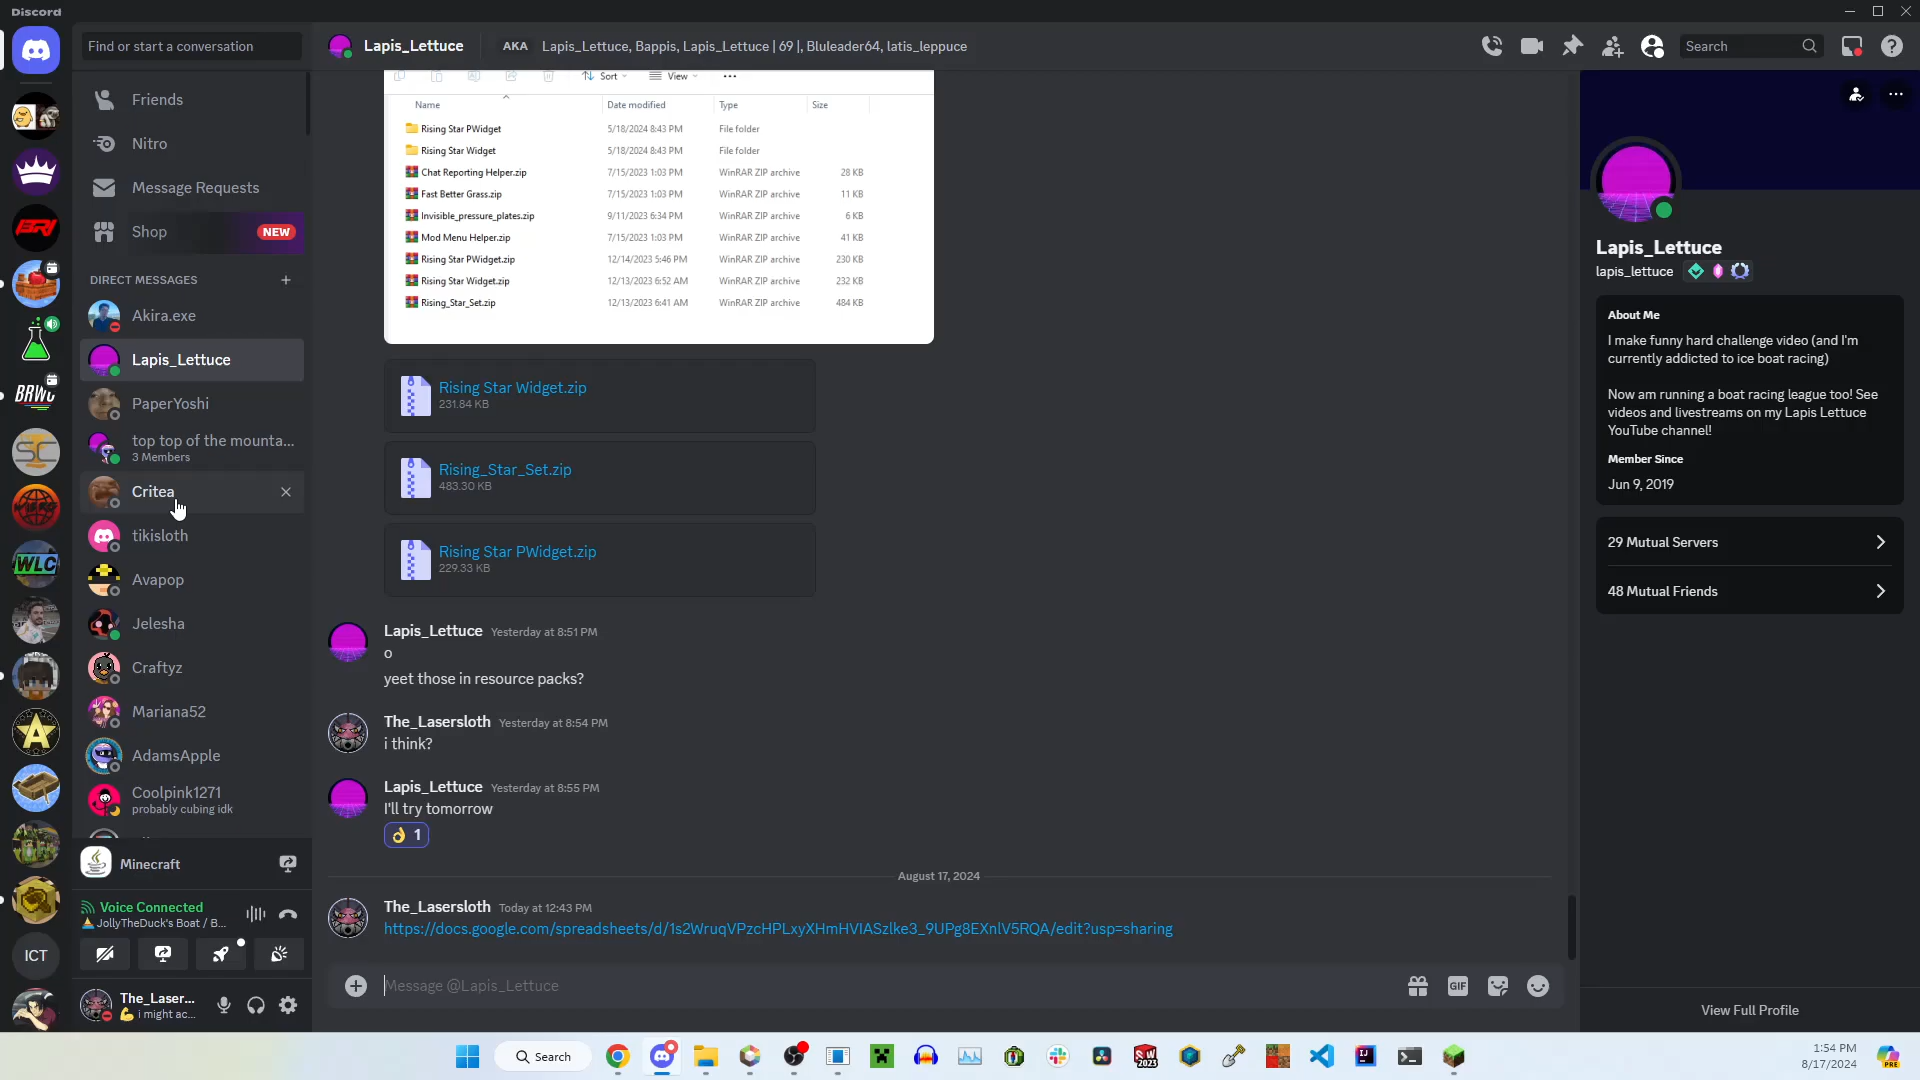 Discord
Find or start a conversation
Friends
Nitro
Message Requests
Shop
NEW
DIRECT MESSAGES
Akira.exe
Lapis_Lettuce
PaperYoshi
top top of the mounta...
3 Members
Critea
tikisloth
Avapop
Jelesha
Craftyz
Mariana52
AdamsApple
Coolpink1271
probably cubing idk
BRWC
WLC
ICT
Minecraft
Voice Connected
JollyTheDuck's Boat / B...
The_Laser...
i might ac...
Lapis_Lettuce
AKA
Lapis_Lettuce, Bappis, Lapis_Lettuce | 69 |, Bluleader64, latis_leppuce
Search
Sort
View
Name Date modified Type Size
Rising Star PWidget 5/18/2024 8:43 PM File folder
Rising Star Widget 5/18/2024 8:43 PM File folder
Chat Reporting Helper.zip 7/15/2023 1:03 PM WinRAR ZIP archive 28 KB
Fast Better Grass.zip 7/15/2023 1:03 PM WinRAR ZIP archive 11 KB
Invisible_pressure_plates.zip 9/11/2023 6:34 PM WinRAR ZIP archive 6 KB
Mod Menu Helper.zip 7/15/2023 1:03 PM WinRAR ZIP archive 41 KB
Rising Star PWidget.zip 12/14/2023 5:46 PM WinRAR ZIP archive 230 KB
Rising Star Widget.zip 12/13/2023 6:52 AM WinRAR ZIP archive 232 KB
Rising_Star_Set.zip 12/13/2023 6:41 AM WinRAR ZIP archive 484 KB
Rising Star Widget.zip
231.84 KB
Rising_Star_Set.zip
483.30 KB
Rising Star PWidget.zip
229.33 KB
Lapis_Lettuce Yesterday at 8:51 PM
o
yeet those in resource packs?
The_Lasersloth Yesterday at 8:54 PM
i think?
Lapis_Lettuce Yesterday at 8:55 PM
I'll try tomorrow
1
August 17, 2024
The_Lasersloth Today at 12:43 PM
https://docs.google.com/spreadsheets/d/1s2WruqVPzcHPLxyXHmHVIASzlke3_9UPg8EXnlV5RQA/edit?usp=sharing
Message @Lapis_Lettuce
GIF
Lapis_Lettuce
lapis_lettuce
About Me
I make funny hard challenge video (and I'm
currently addicted to ice boat racing)
Now am running a boat racing league too! See
videos and livestreams on my Lapis Lettuce
YouTube channel!
Member Since
Jun 9, 2019
29 Mutual Servers
48 Mutual Friends
View Full Profile
Search
1:54 PM
8/17/2024